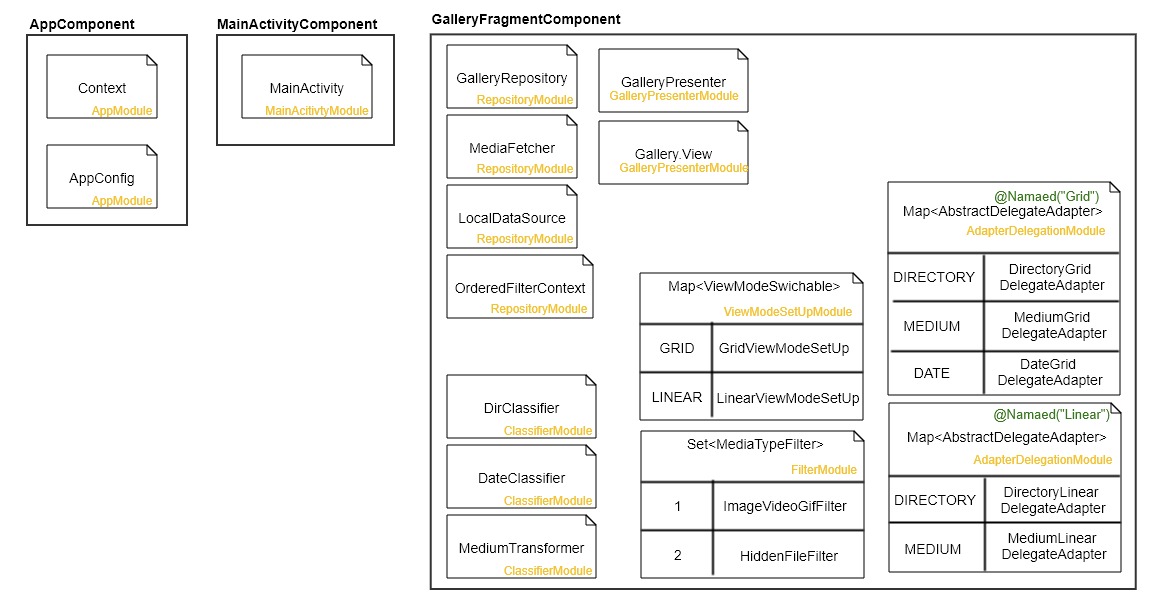 AppComponent
Context
AppModule
AppConfig
AppModule
MainActivityComponent
MainActivity
MainAcitivtyModule
GalleryFragmentComponent
GalleryRepository
RepositoryModule
MediaFetcher
RepositoryModule
LocalDataSource
RepositoryModule
OrderedFilterContext
RepositoryModule
DirClassifier
ClassifierModule
DateClassifier
ClassifierModule
MediumTransformer
ClassifierModule
GalleryPresenter
GalleryPresenterModule
Gallery.View
GalleryPresenterModule
Map<ViewModeSwichable>
ViewModeSetUpModule
GRID GridViewModeSetUp
LINEAR LinearViewModeSetUp
Set<MediaTypeFilter>
FilterModule
1 ImageVideoGifFilter
2 HiddenFileFilter
@Namaed("Grid")
Map<AbstractDelegateAdapter>
AdapterDelegationModule
DIRECTORY DirectoryGrid
DelegateAdapter
MEDIUM MediumGrid
DelegateAdapter
DATE DateGrid
DelegateAdapter
@Namaed("Linear")
Map<AbstractDelegateAdapter>
AdapterDelegationModule
DIRECTORY DirectoryLinear
DelegateAdapter
MEDIUM MediumLinear
DelegateAdapter